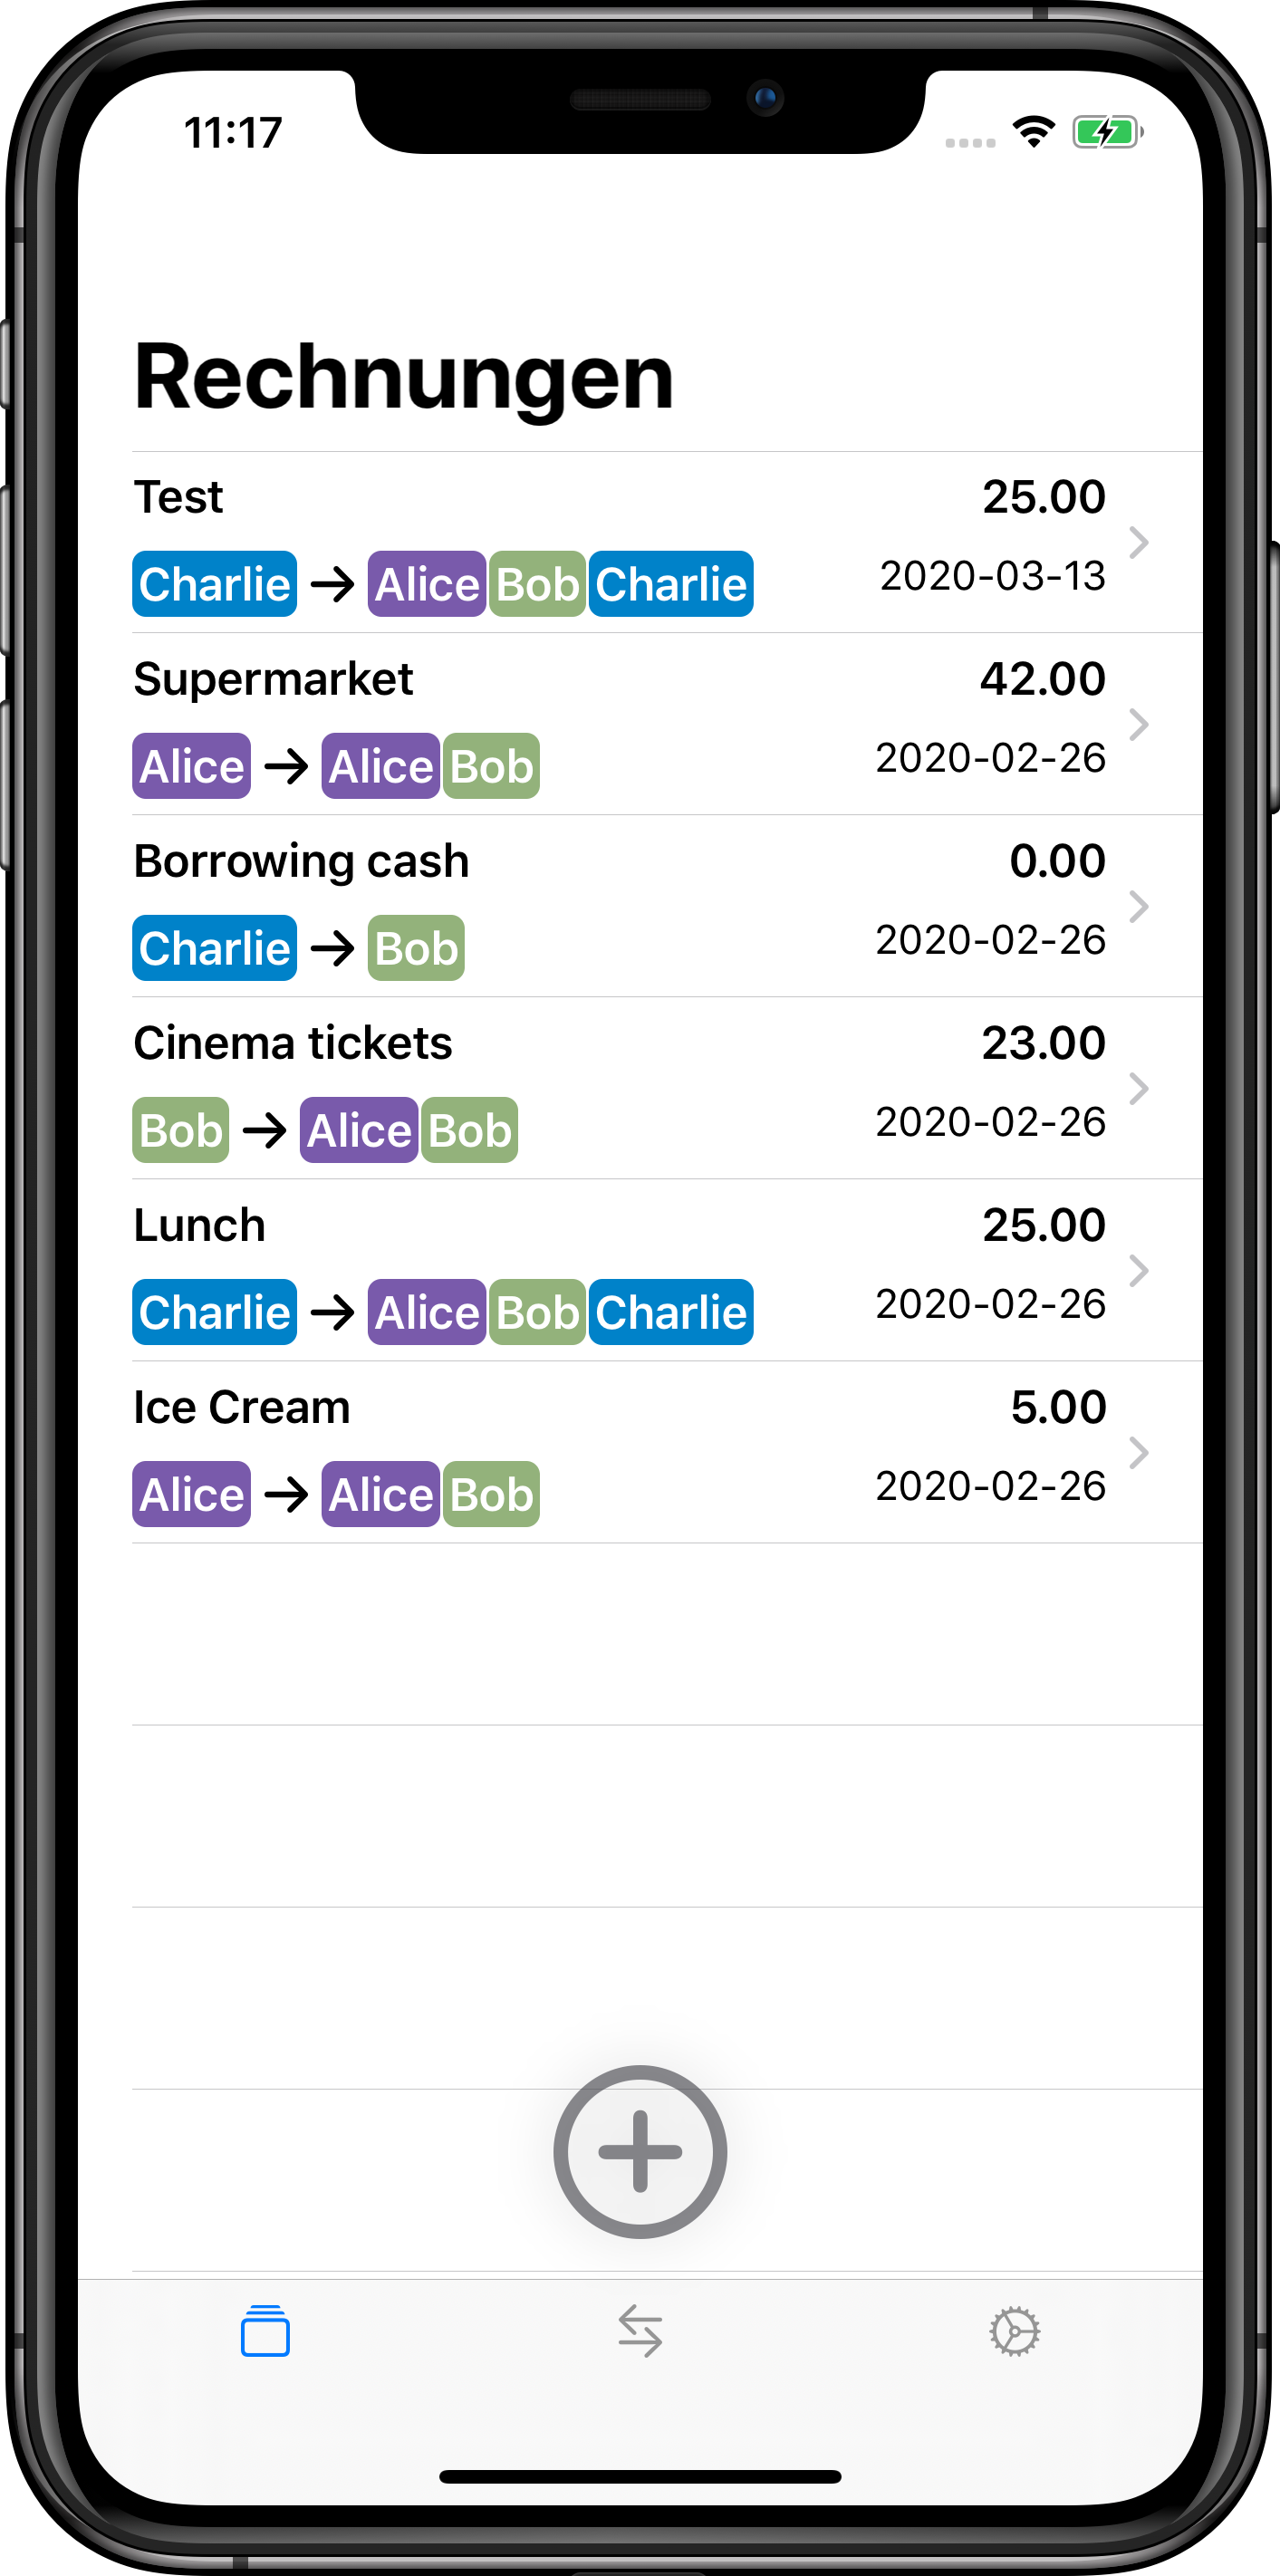 11:17
Rechnungen
Test 25.00
Charlie → Alice Bob Charlie 2020-03-13
Supermarket 42.00
Alice → Alice Bob 2020-02-26
Borrowing cash 0.00
Charlie → Bob 2020-02-26
Cinema tickets 23.00
Bob → Alice Bob 2020-02-26
Lunch 25.00
Charlie → Alice Bob Charlie 2020-02-26
Ice Cream 5.00
Alice → Alice Bob 2020-02-26